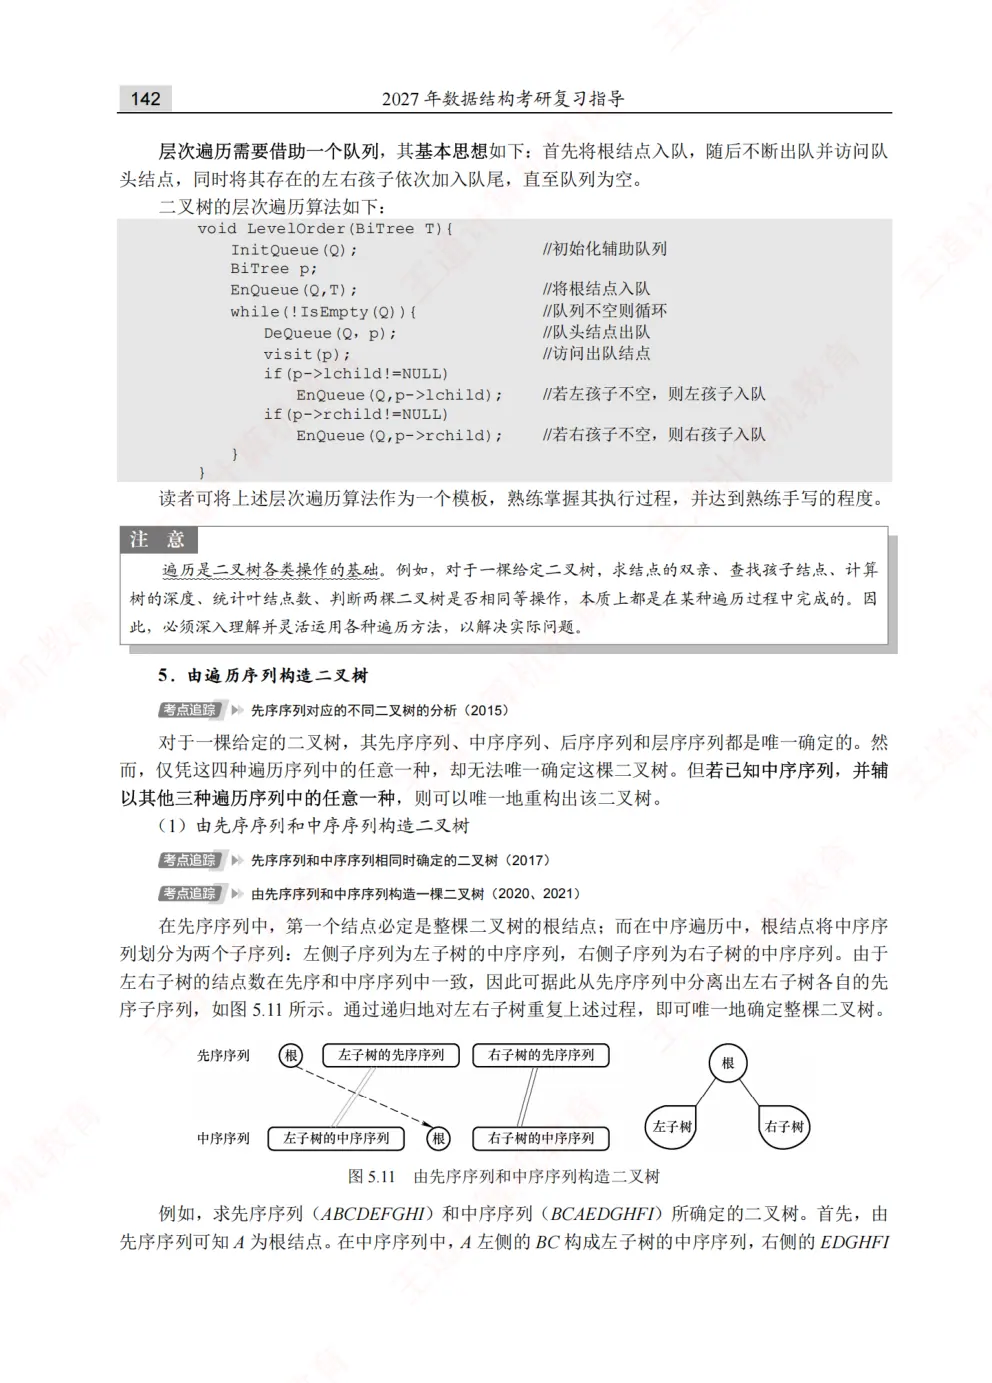 142
2027 年数据结构考研复习指导
层次遍历需要借助一个队列，其基本思想如下：首先将根结点入队，随后不断出队并访问队
头结点，同时将其存在的左右孩子依次加入队尾，直至队列为空。
二叉树的层次遍历算法如下：
void LevelOrder(BiTree T){
InitQueue(Q); //初始化辅助队列
BiTree p;
EnQueue(Q,T); //将根结点入队
while(!IsEmpty(Q)){ //队列不空则循环
DeQueue(Q，p); //队头结点出队
visit(p); //访问出队结点
if(p->lchild!=NULL)
EnQueue(Q,p->lchild); //若左孩子不空，则左孩子入队
if(p->rchild!=NULL)
EnQueue(Q,p->rchild); //若右孩子不空，则右孩子入队
}
}
读者可将上述层次遍历算法作为一个模板，熟练掌握其执行过程，并达到熟练手写的程度。
注 意
遍历是二叉树各类操作的基础。例如，对于一棵给定二叉树，求结点的双亲、查找孩子结点、计算
树的深度、统计叶结点数、判断两棵二叉树是否相同等操作，本质上都是在某种遍历过程中完成的。因
此，必须深入理解并灵活运用各种遍历方法，以解决实际问题。
5．由遍历序列构造二叉树
考点追踪 先序序列对应的不同二叉树的分析（2015）
对于一棵给定的二叉树，其先序序列、中序序列、后序序列和层序序列都是唯一确定的。然
而，仅凭这四种遍历序列中的任意一种，却无法唯一确定这棵二叉树。但若已知中序序列，并辅
以其他三种遍历序列中的任意一种，则可以唯一地重构出该二叉树。
（1）由先序序列和中序序列构造二叉树
考点追踪 先序序列和中序序列相同时确定的二叉树（2017）
考点追踪 由先序序列和中序序列构造一棵二叉树（2020、2021）
在先序序列中，第一个结点必定是整棵二叉树的根结点；而在中序遍历中，根结点将中序序
列划分为两个子序列：左侧子序列为左子树的中序序列，右侧子序列为右子树的中序序列。由于
左右子树的结点数在先序和中序序列中一致，因此可据此从先序序列中分离出左右子树各自的先
序子序列，如图 5.11 所示。通过递归地对左右子树重复上述过程，即可唯一地确定整棵二叉树。
先序序列 根 左子树的先序序列 右子树的先序序列
中序序列 左子树的中序序列 根 右子树的中序序列
根
左子树 右子树
图 5.11 由先序序列和中序序列构造二叉树
例如，求先序序列（ABCDEFGHI）和中序序列（BCAEDGHFI）所确定的二叉树。首先，由
先序序列可知 A 为根结点。在中序序列中，A 左侧的 BC 构成左子树的中序序列，右侧的 EDGHFI